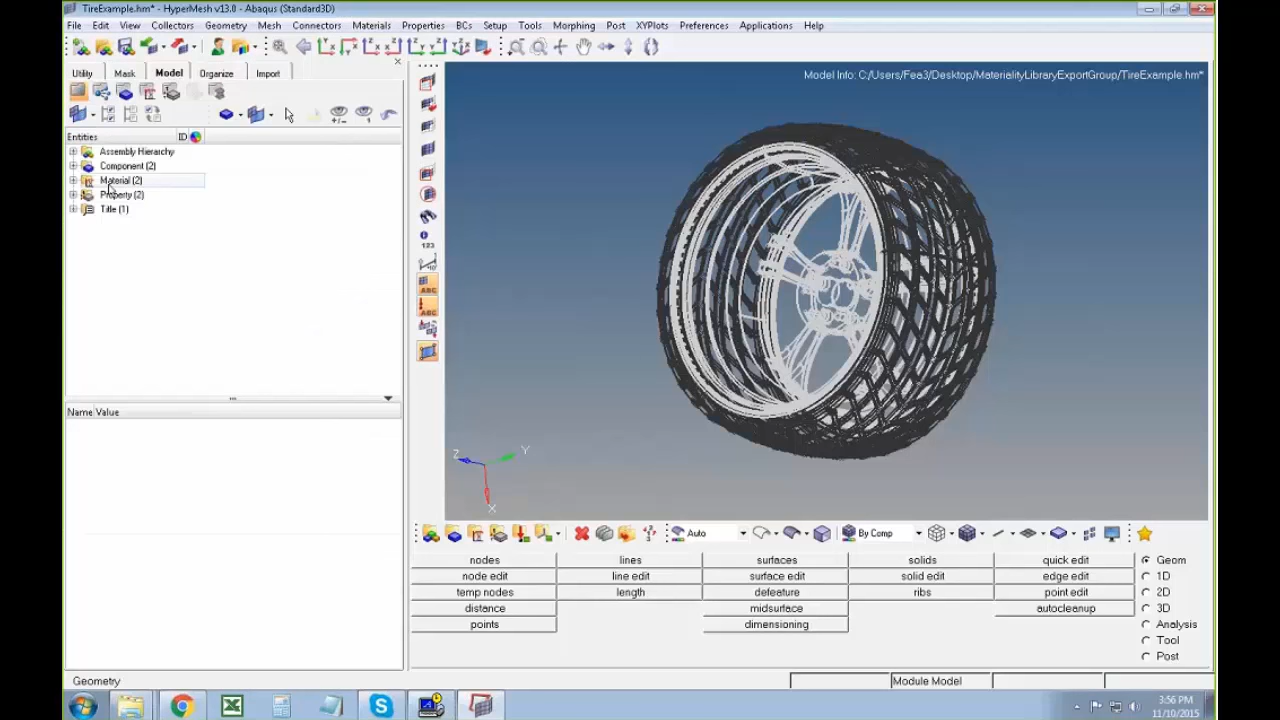 TireExample.hm* - HyperMesh v13.0 - Abaqus (Standard3D)
File Edit View Collectors Geometry Mesh Connectors Materials Properties BCs Setup Tools Morphing Post XYPlots Preferences Applications Help
Utility Mask Model Organize Import
Model Info: C:/Users/Fea3/Desktop/MaterialityLibraryExportGroup/TireExample.hm*
Entities ID
Assembly Hierarchy
Component (2)
Material (2)
Property (2)
Title (1)
123
ABC
ABC
Name Value
Z Y
X
Auto By Comp
nodes lines surfaces solids quick edit Geom
node edit line edit surface edit solid edit edge edit 1D
temp nodes length defeature ribs point edit 2D
distance midsurface autocleanup 3D
points dimensioning Analysis
Tool
Post
Geometry Module Model
3:56 PM
11/10/2015